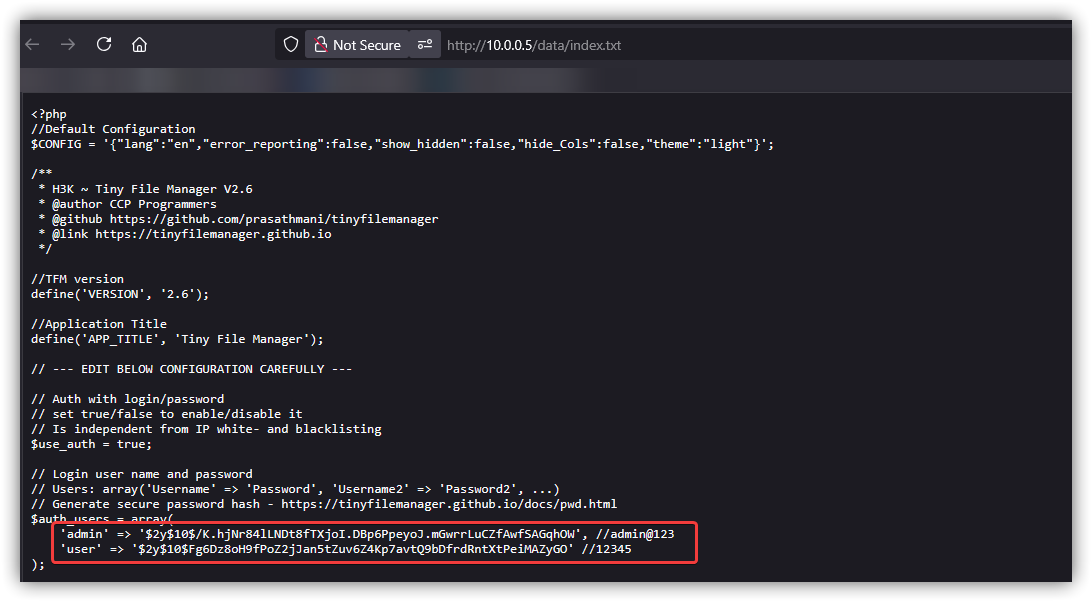 Not Secure http://10.0.0.5/data/index.txt
<?php
//Default Configuration
$CONFIG = '{"lang":"en","error_reporting":false,"show_hidden":false,"hide_Cols":false,"theme":"light"}';
/**
* H3K ~ Tiny File Manager V2.6
* @author CCP Programmers
* @github https://github.com/prasathmani/tinyfilemanager
* @link https://tinyfilemanager.github.io
*/
//TFM version
define('VERSION', '2.6');
//Application Title
define('APP_TITLE', 'Tiny File Manager');
// --- EDIT BELOW CONFIGURATION CAREFULLY ---
// Auth with login/password
// set true/false to enable/disable it
// Is independent from IP white- and blacklisting
$use_auth = true;
// Login user name and password
// Users: array('Username' => 'Password', 'Username2' => 'Password2', ...)
// Generate secure password hash - https://tinyfilemanager.github.io/docs/pwd.html
$auth_users = array(
'admin' => '$2y$10$/K.hjNr84lLNDt8fTXjoI.DBp6PpeyoJ.mGwrrLuCZfAwfSAGqhOW', //admin@123
'user' => '$2y$10$Fg6Dz8oH9fPoZ2jJan5tZuv6Z4Kp7avtQ9bDfrdRntXtPeiMAZyGO' //12345
);